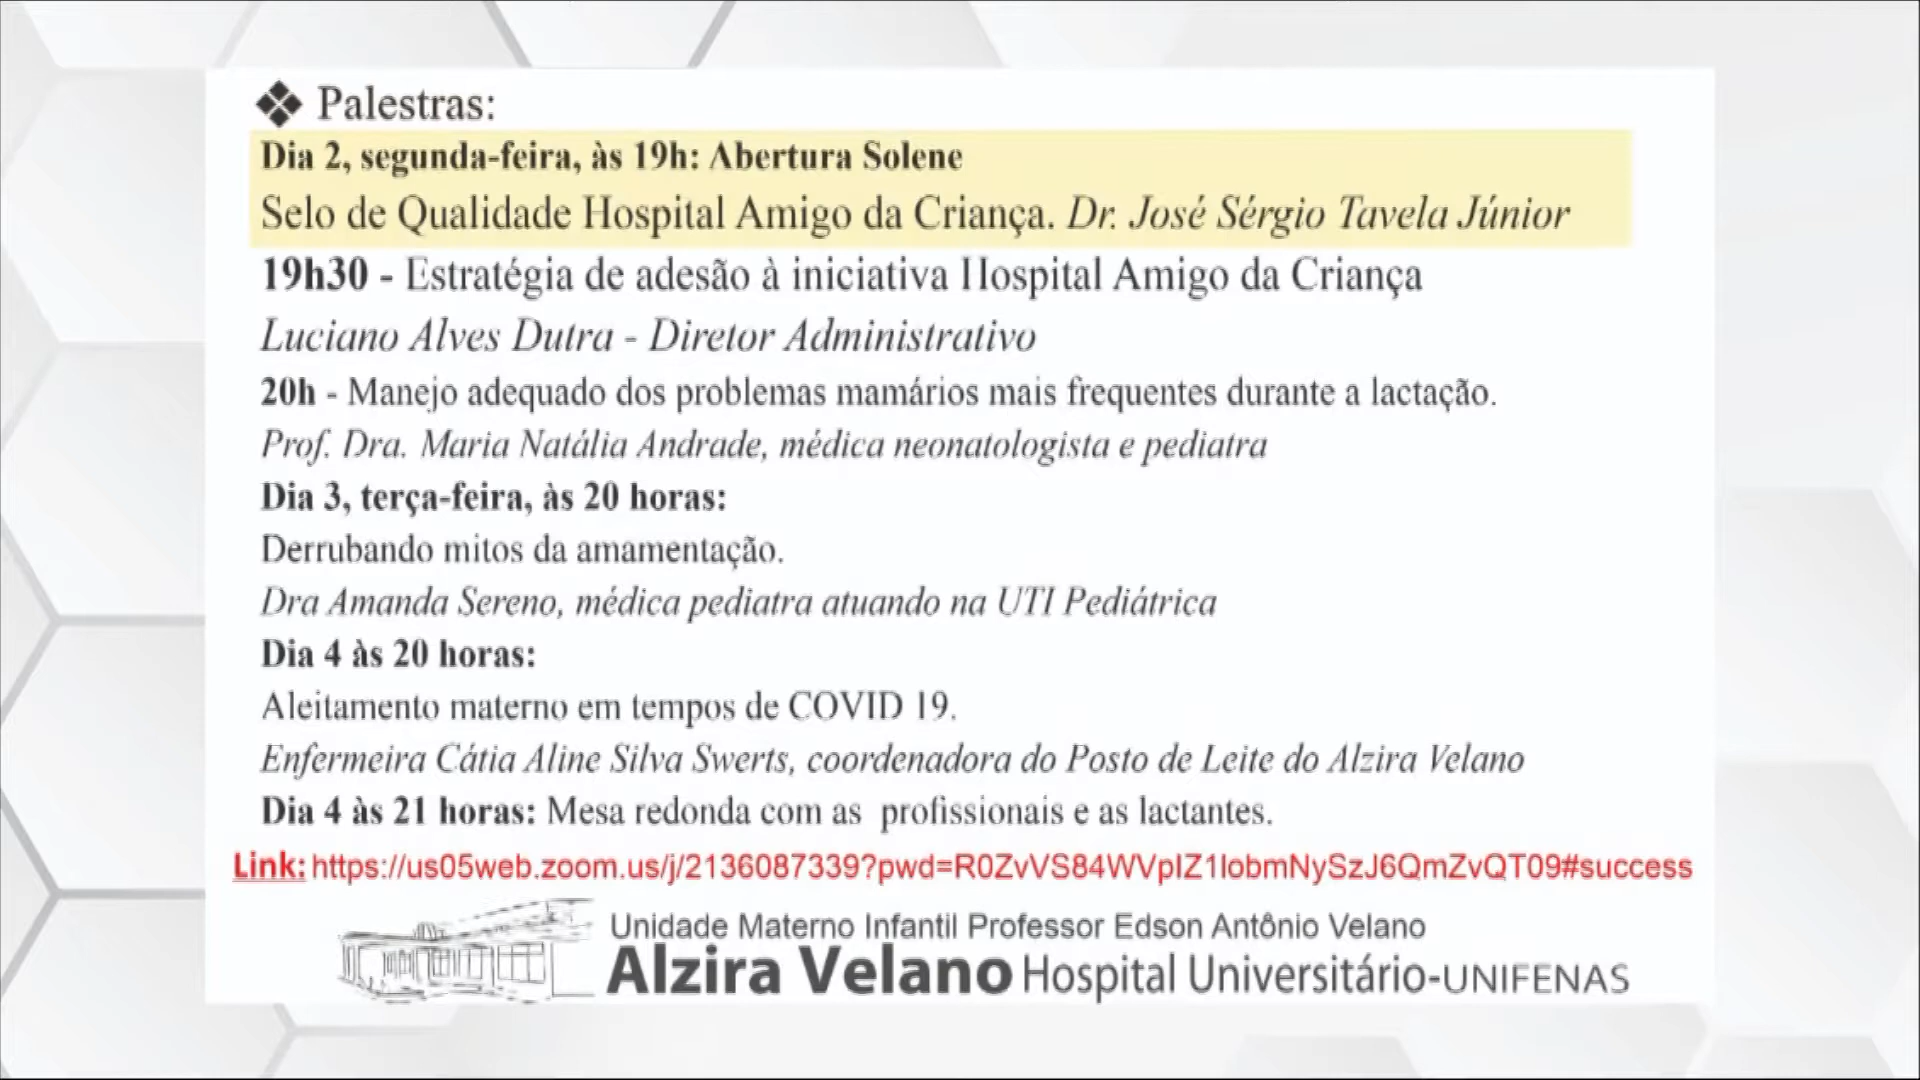 ❖ Palestras:
Dia 2, segunda-feira, às 19h: Abertura Solene
Selo de Qualidade Hospital Amigo da Criança. Dr. José Sérgio Tavela Júnior
19h30 - Estratégia de adesão à iniciativa Hospital Amigo da Criança
Luciano Alves Dutra - Diretor Administrativo
20h - Manejo adequado dos problemas mamários mais frequentes durante a lactação.
Prof. Dra. Maria Natália Andrade, médica neonatologista e pediatra
Dia 3, terça-feira, às 20 horas:
Derrubando mitos da amamentação.
Dra Amanda Sereno, médica pediatra atuando na UTI Pediátrica
Dia 4 às 20 horas:
Aleitamento materno em tempos de COVID 19.
Enfermeira Cátia Aline Silva Swerts, coordenadora do Posto de Leite do Alzira Velano
Dia 4 às 21 horas: Mesa redonda com as profissionais e as lactantes.
Link: https://us05web.zoom.us/j/2136087339?pwd=R0ZvVS84WVpIZ1lobmNySzJ6QmZvQT09#success
Unidade Materno Infantil Professor Edson Antônio Velano
Alzira Velano Hospital Universitário-UNIFENAS